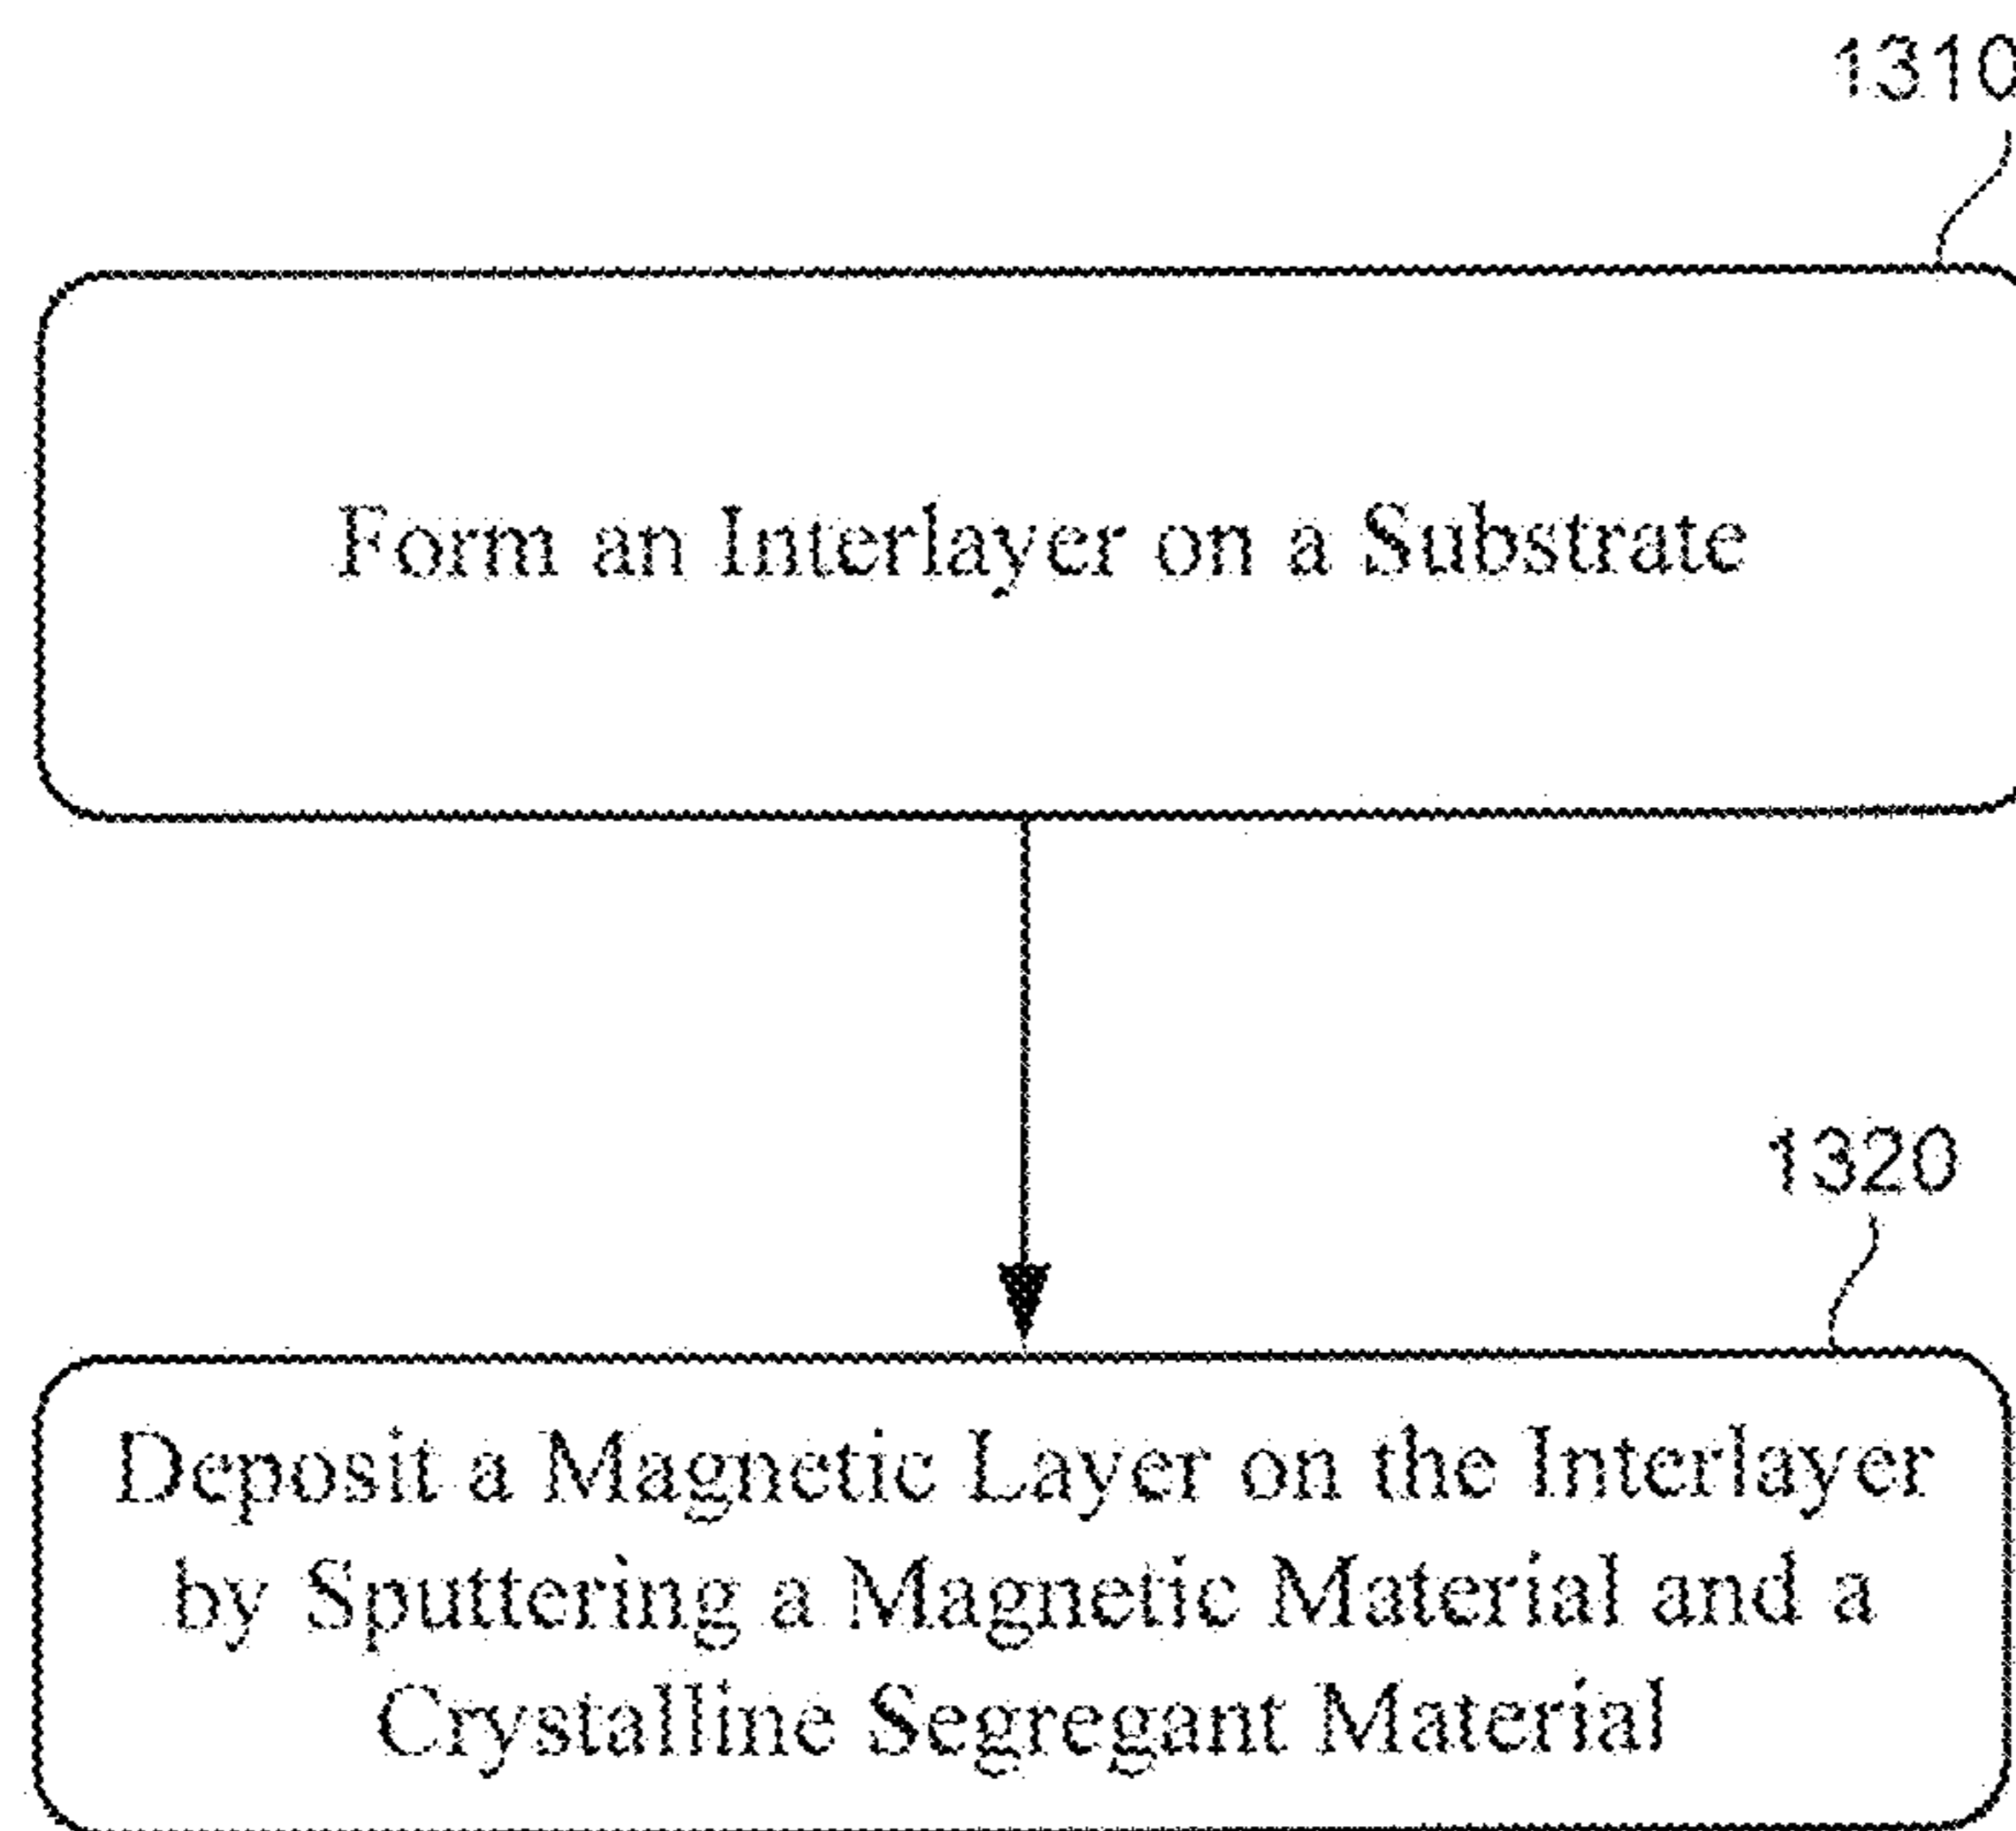 1310
Form an Interlayer on a Substrate
1320
Deposit a Magnetic Layer on the Interlayer
by Sputtering a Magnetic Material and a
Crystalline Segregant Material